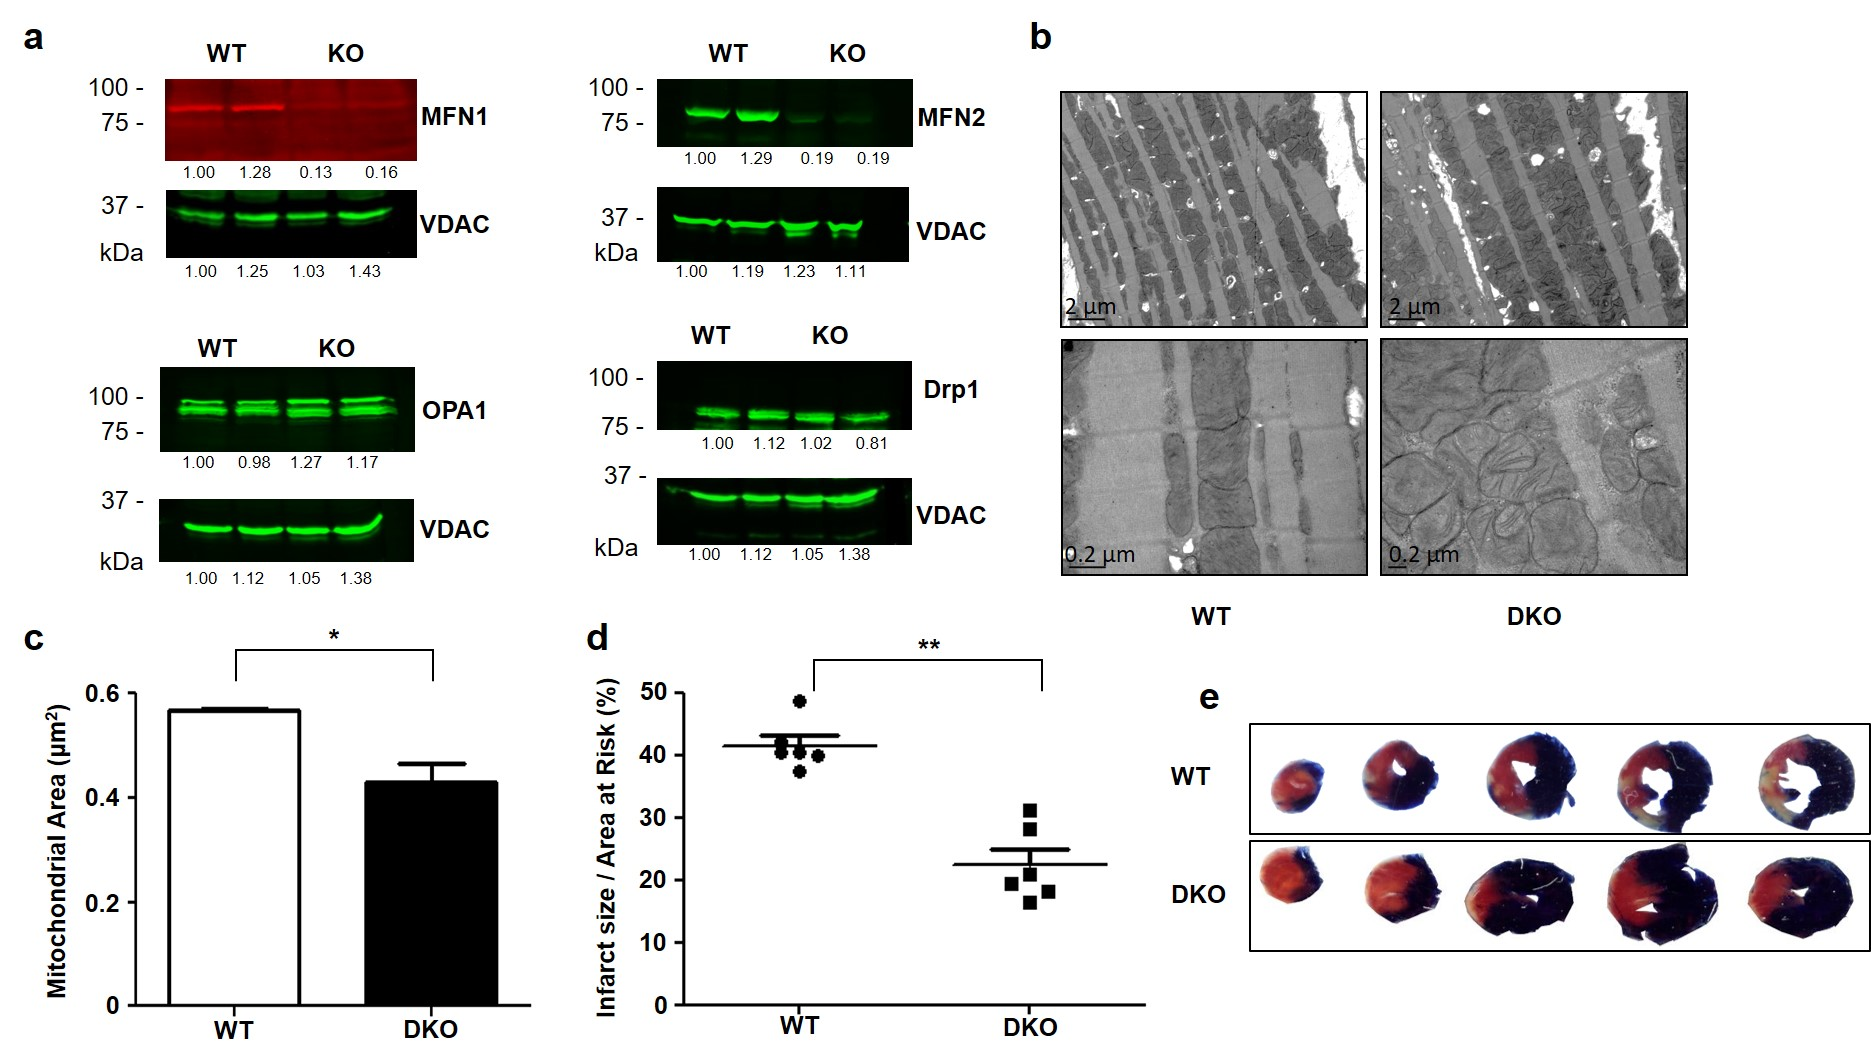 a
WT KO
100 -
75 -
MFN1
1.00 1.28 0.13 0.16
37 -
VDAC
kDa
1.00 1.25 1.03 1.43
WT KO
100 -
75 -
MFN2
1.00 1.29 0.19 0.19
37 -
VDAC
kDa
1.00 1.19 1.23 1.11
WT KO
100 -
75 -
OPA1
1.00 0.98 1.27 1.17
37 -
VDAC
kDa
1.00 1.12 1.05 1.38
WT KO
100 -
75 -
Drp1
1.00 1.12 1.02 0.81
37 -
VDAC
kDa
1.00 1.12 1.05 1.38
b
2 µm 2 µm
0.2 µm 0.2 µm
WT DKO
c
*
Mitochondrial Area (µm²)
0.6
0.4
0.2
0
WT DKO
d
**
Infarct size / Area at Risk (%)
50
40
30
20
10
0
WT DKO
e
WT
DKO